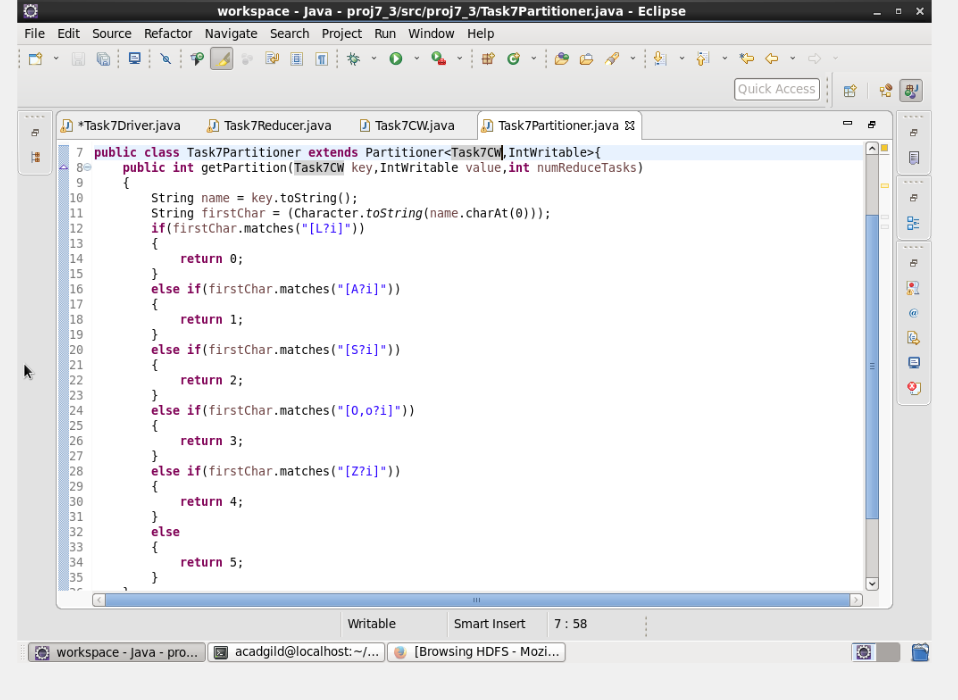 workspace - Java - proj7_3/src/proj7_3/Task7Partitioner.java - Eclipse
File Edit Source Refactor Navigate Search Project Run Window Help
Quick Access
*Task7Driver.java Task7Reducer.java Task7CW.java Task7Partitioner.java
7 public class Task7Partitioner extends Partitioner<Task7CW,IntWritable>{
8 public int getPartition(Task7CW key,IntWritable value,int numReduceTasks)
9 {
10 String name = key.toString();
11 String firstChar = (Character.toString(name.charAt(0)));
12 if(firstChar.matches("[L?i]"))
13 {
14 return 0;
15 }
16 else if(firstChar.matches("[A?i]"))
17 {
18 return 1;
19 }
20 else if(firstChar.matches("[S?i]"))
21 {
22 return 2;
23 }
24 else if(firstChar.matches("[O,o?i]"))
25 {
26 return 3;
27 }
28 else if(firstChar.matches("[Z?i]"))
29 {
30 return 4;
31 }
32 else
33 {
34 return 5;
35 }
Writable Smart Insert 7 : 58
workspace - Java - pro... acadgild@localhost:~/... [Browsing HDFS - Mozi...